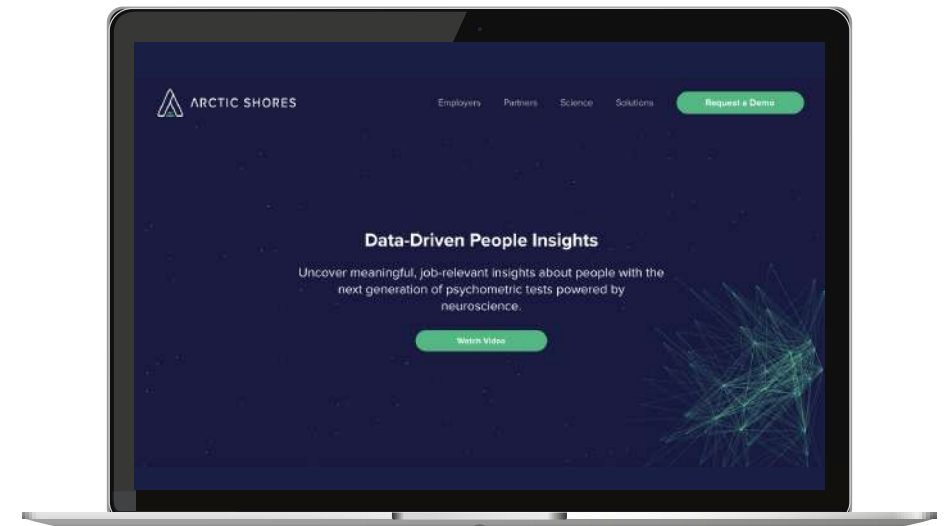 ARCTIC SHORES
Employers Partners Science Solutions Request a Demo
Data-Driven People Insights
Uncover meaningful, job-relevant insights about people with the
next generation of psychometric tests powered by
neuroscience.
Watch Video